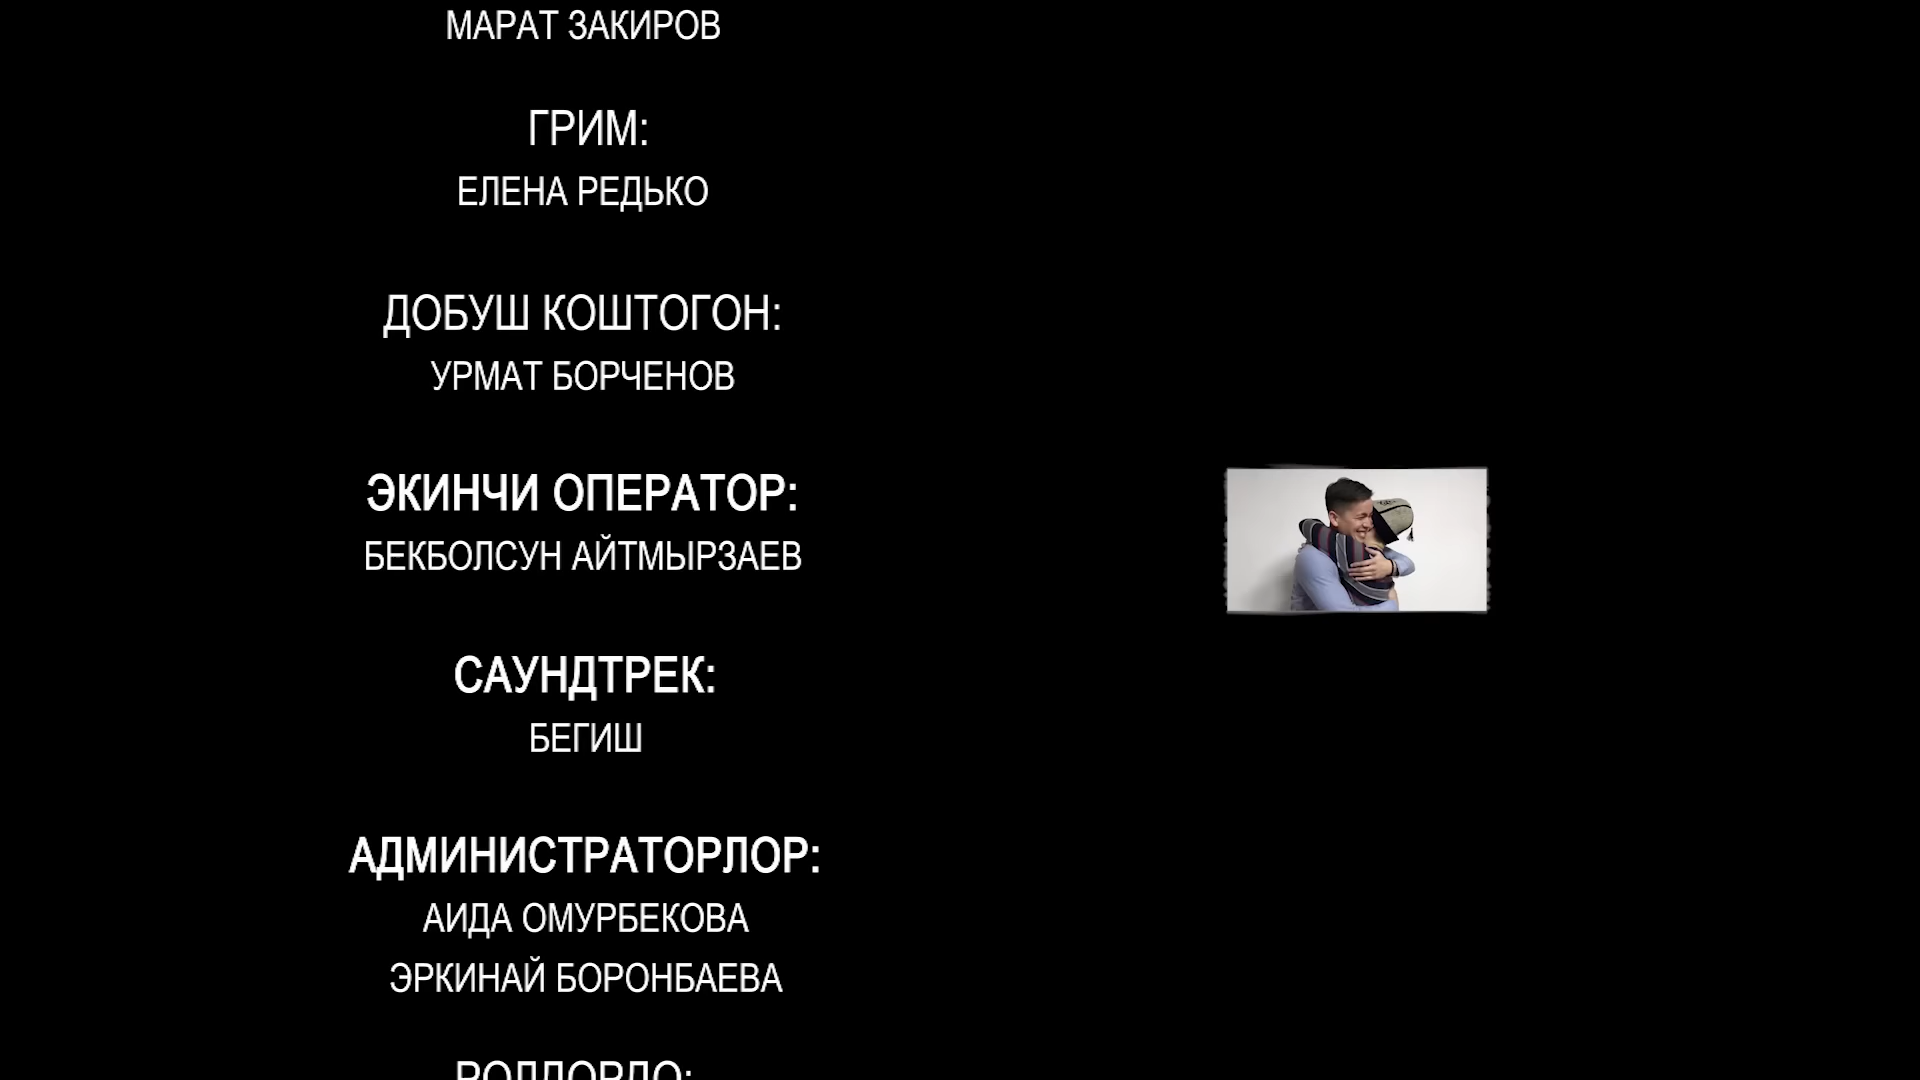 МАРАТ ЗАКИРОВ
ГРИМ:
ЕЛЕНА РЕДЬКО
ДОБУШ КОШТОГОН:
УРМАТ БОРЧЕНОВ
ЭКИНЧИ ОПЕРАТОР:
БЕКБОЛСУН АЙТМЫРЗАЕВ
САУНДТРЕК:
БЕГИШ
АДМИНИСТРАТОРЛОР:
АИДА ОМУРБЕКОВА
ЭРКИНАЙ БОРОНБАЕВА
РОЛДОРДО: